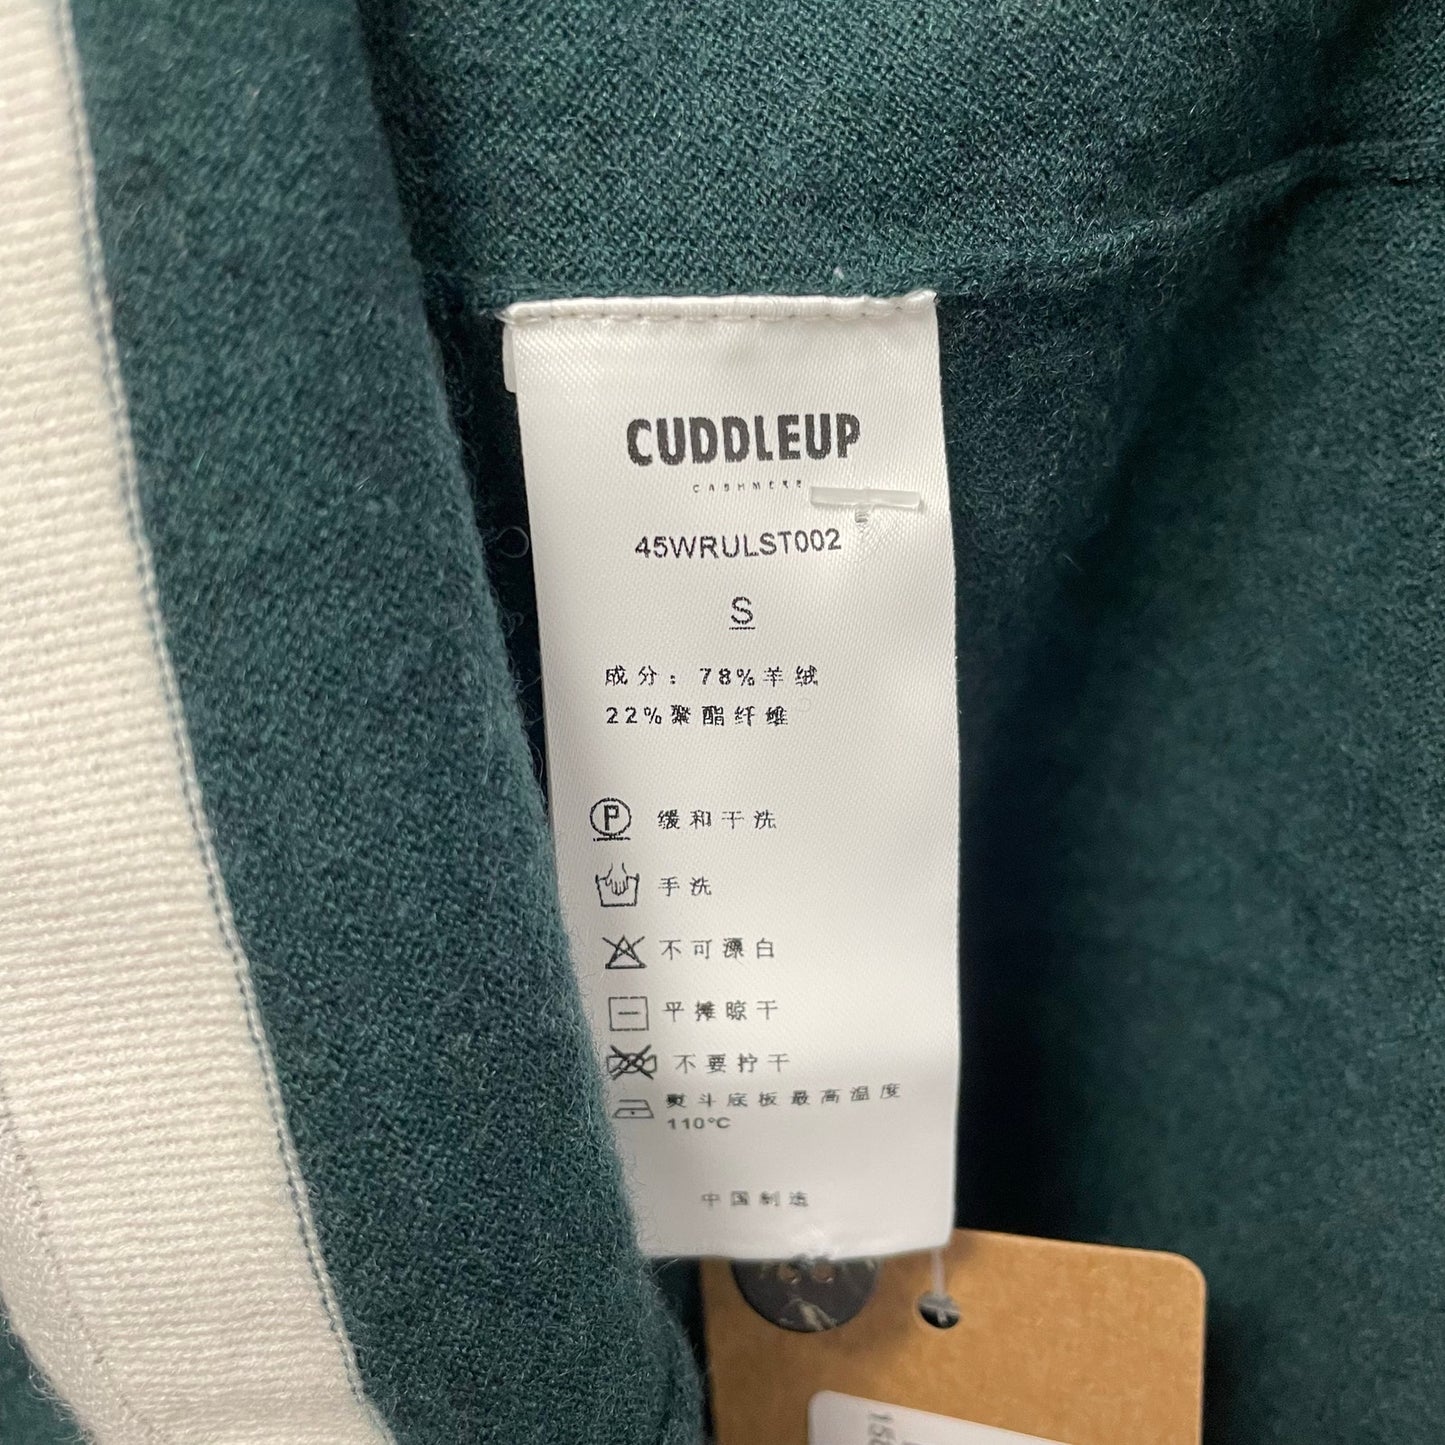 CUDDLEUP
CASHMERE
45WRULST002
S
成分：78%羊绒
22%聚酯纤维
P 缓和干洗
手洗
不可漂白
平摊晾干
不要拧干
熨斗底板最高温度
110℃
中国制造